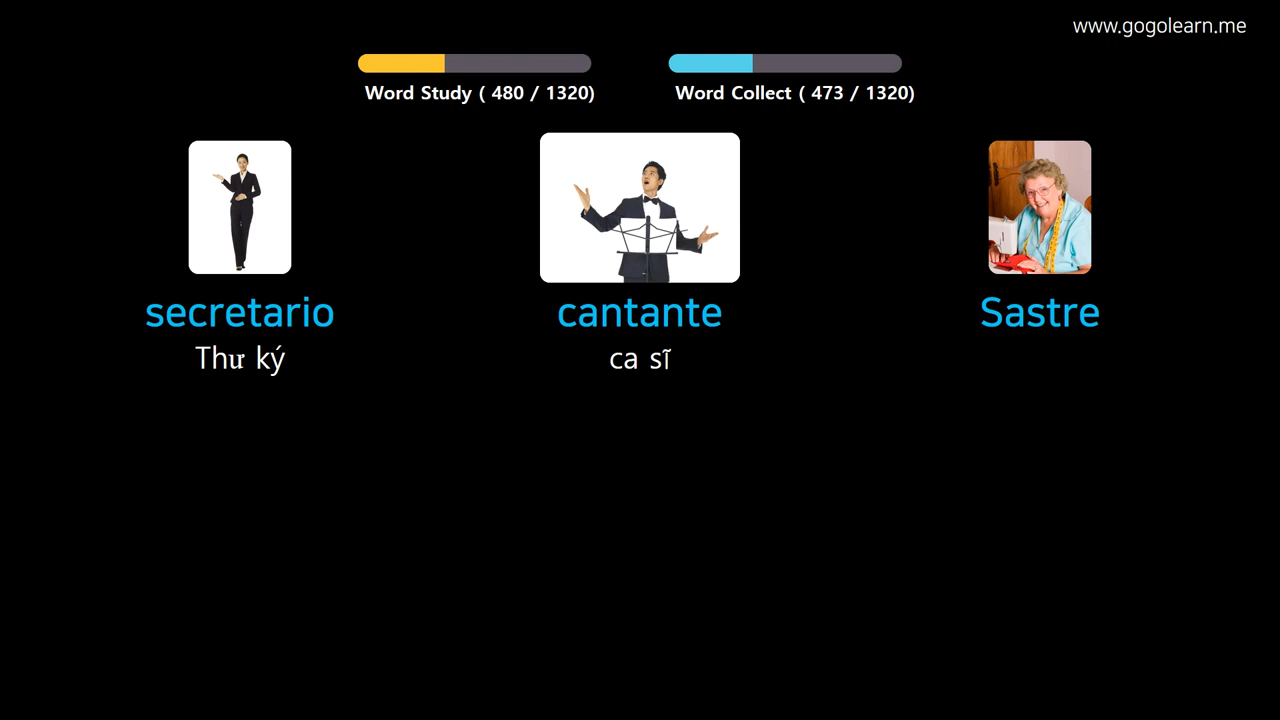 www.gogolearn.me
Word Study ( 480 / 1320)
Word Collect ( 473 / 1320)
secretario
cantante
Sastre
Thư ký
ca sĩ